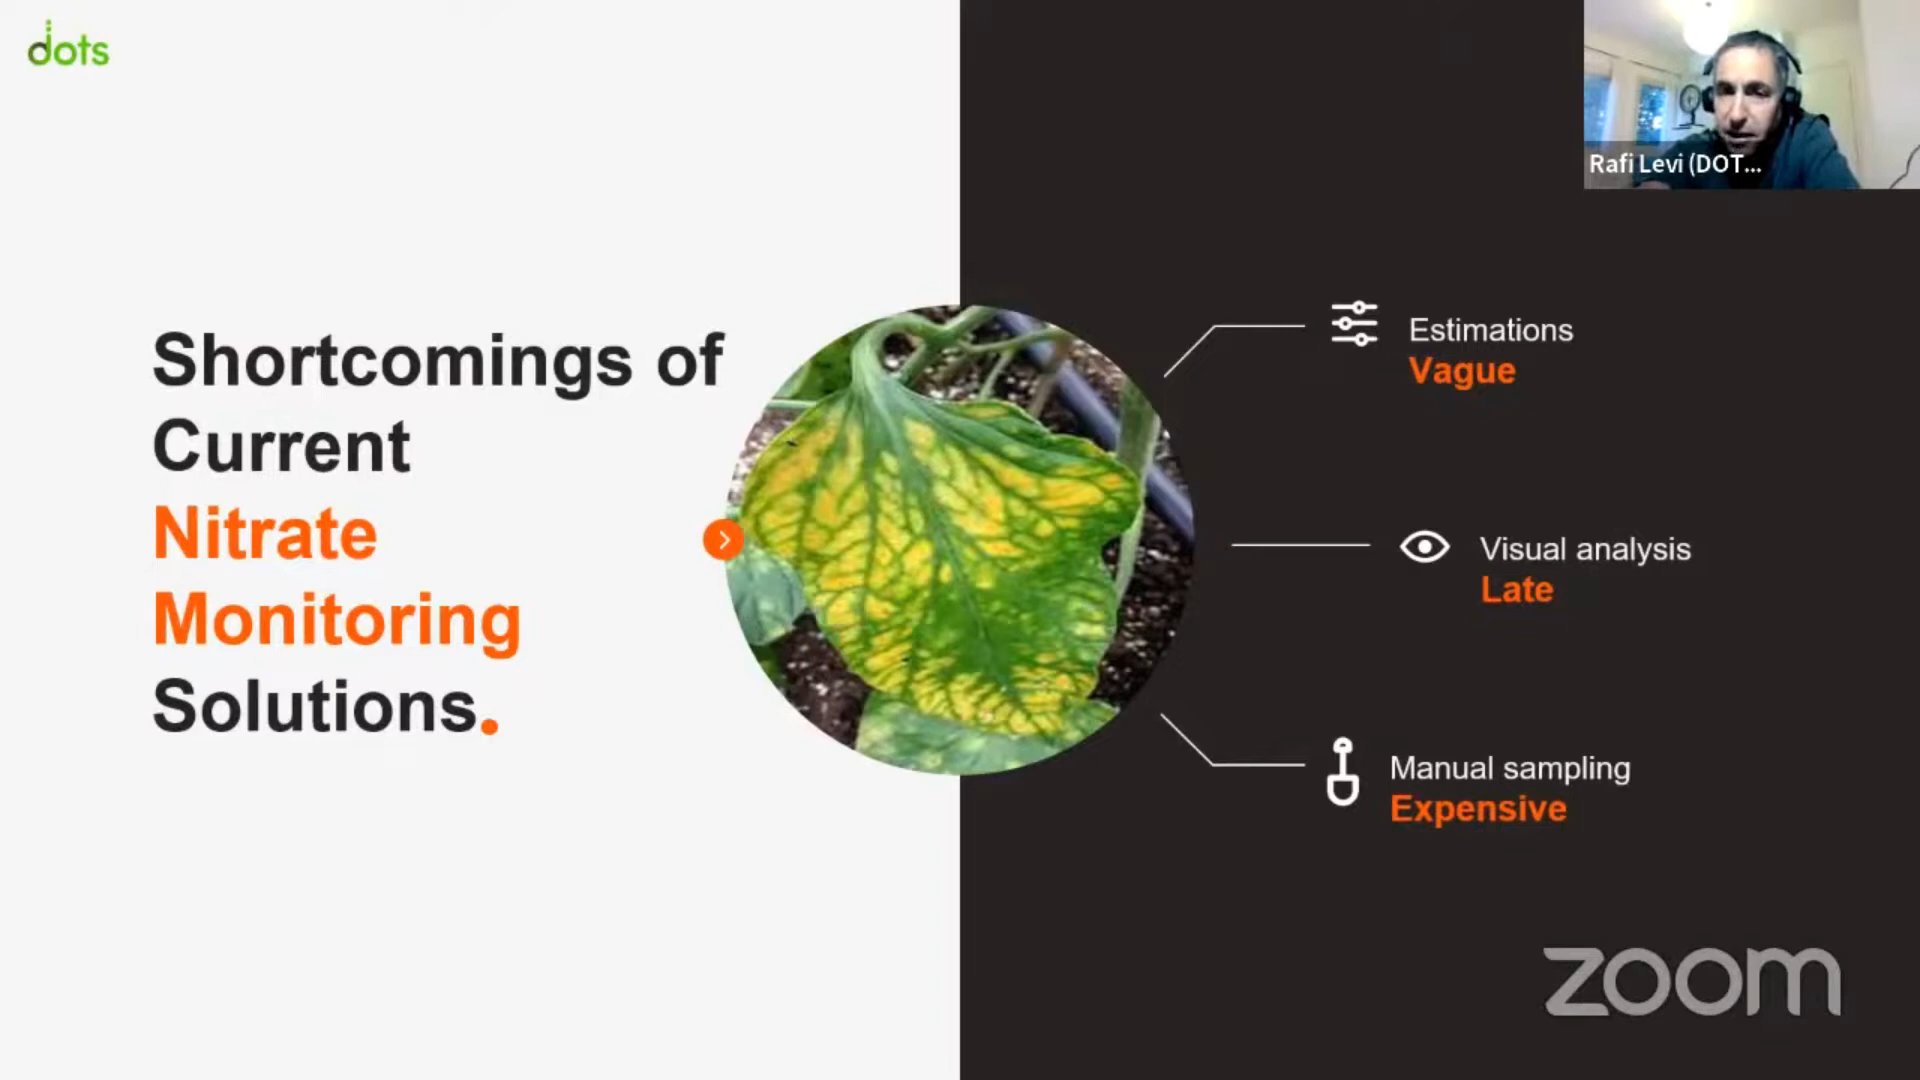 dots
Rafi Levi (DOT...
Shortcomings of
Current
Nitrate
Monitoring
Solutions.
Estimations
Vague
Visual analysis
Late
Manual sampling
Expensive
zoom